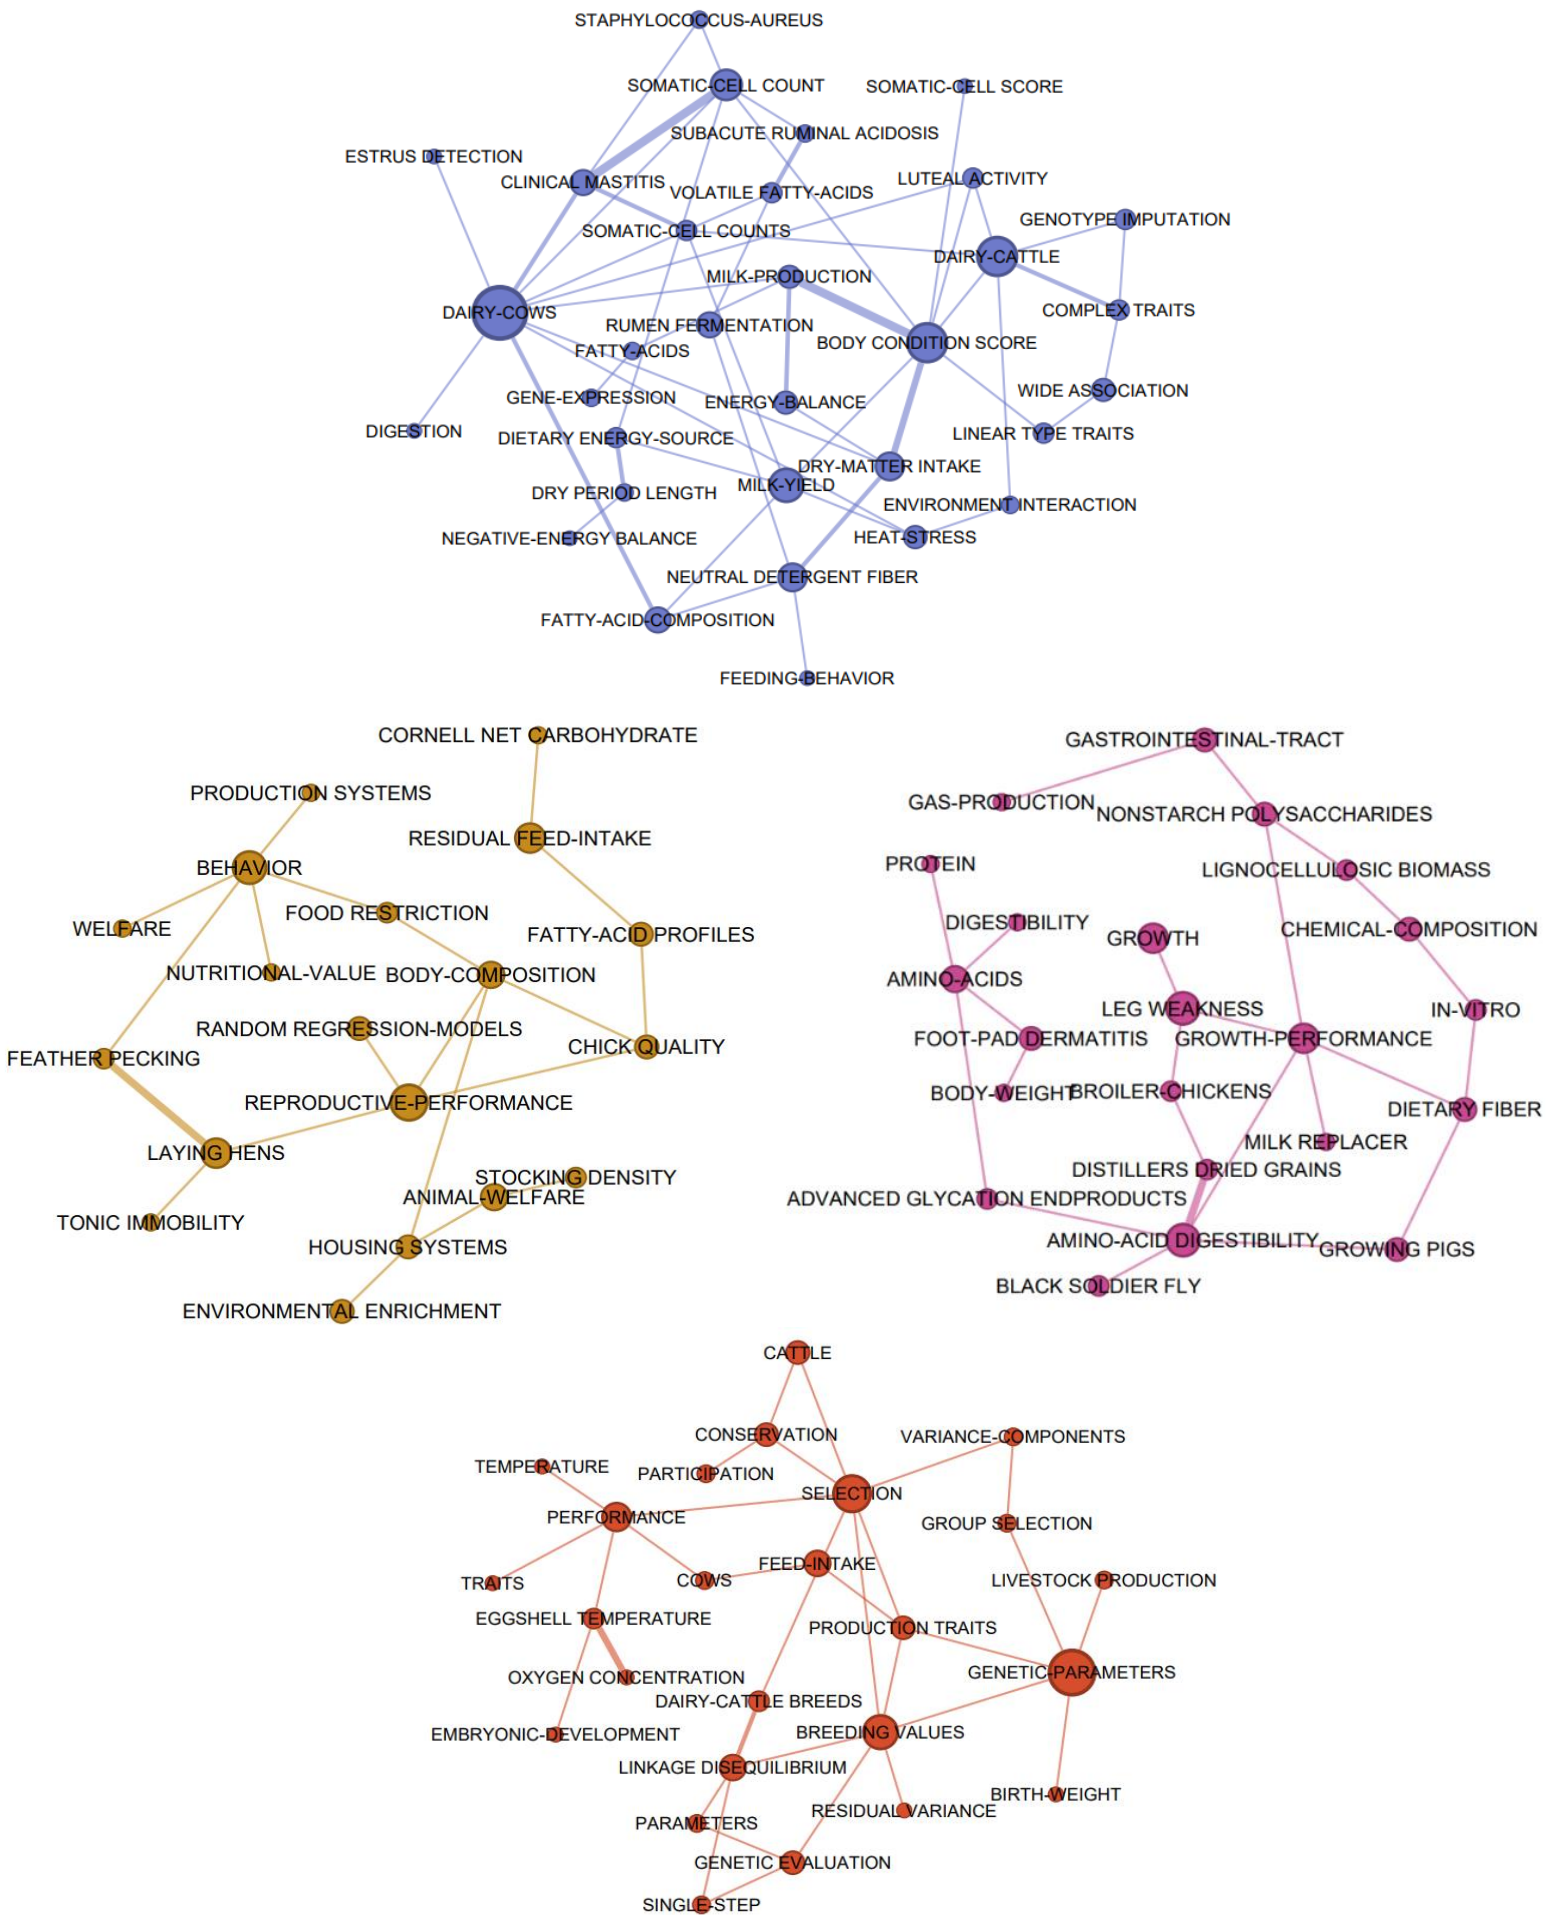 STAPHYLOCOCCUS-AUREUS
SOMATIC-CELL COUNT
SOMATIC-CELL SCORE
SUBACUTE RUMINAL ACIDOSIS
ESTRUS DETECTION
CLINICAL MASTITIS
VOLATILE FATTY-ACIDS
LUTEAL ACTIVITY
GENOTYPE IMPUTATION
SOMATIC-CELL COUNTS
DAIRY-CATTLE
MILK-PRODUCTION
DAIRY-COWS
COMPLEX TRAITS
RUMEN FERMENTATION
BODY CONDITION SCORE
FATTY-ACIDS
WIDE ASSOCIATION
GENE-EXPRESSION
ENERGY-BALANCE
DIGESTION
DIETARY ENERGY-SOURCE
LINEAR TYPE TRAITS
DRY-MATTER INTAKE
MILK-YIELD
DRY PERIOD LENGTH
ENVIRONMENT INTERACTION
NEGATIVE-ENERGY BALANCE
HEAT-STRESS
NEUTRAL DETERGENT FIBER
FATTY-ACID-COMPOSITION
FEEDING-BEHAVIOR
CORNELL NET CARBOHYDRATE
PRODUCTION SYSTEMS
RESIDUAL FEED-INTAKE
BEHAVIOR
FOOD RESTRICTION
WELFARE
FATTY-ACID PROFILES
NUTRITIONAL-VALUE
BODY-COMPOSITION
RANDOM REGRESSION-MODELS
CHICK QUALITY
FEATHER PECKING
REPRODUCTIVE-PERFORMANCE
LAYING HENS
STOCKING DENSITY
ANIMAL-WELFARE
TONIC IMMOBILITY
HOUSING SYSTEMS
ENVIRONMENTAL ENRICHMENT
GASTROINTESTINAL-TRACT
GAS-PRODUCTION
NONSTARCH POLYSACCHARIDES
PROTEIN
LIGNOCELLULOSIC BIOMASS
DIGESTIBILITY
GROWTH
CHEMICAL-COMPOSITION
AMINO-ACIDS
LEG WEAKNESS
IN-VITRO
FOOT-PAD DERMATITIS
GROWTH-PERFORMANCE
BODY-WEIGHT
BROILER-CHICKENS
DIETARY FIBER
MILK REPLACER
DISTILLERS DRIED GRAINS
ADVANCED GLYCATION ENDPRODUCTS
AMINO-ACID DIGESTIBILITY
GROWING PIGS
BLACK SOLDIER FLY
CATTLE
CONSERVATION
VARIANCE-COMPONENTS
TEMPERATURE
PARTICIPATION
SELECTION
PERFORMANCE
GROUP SELECTION
FEED-INTAKE
TRAITS
COWS
LIVESTOCK PRODUCTION
EGGSHELL TEMPERATURE
PRODUCTION TRAITS
GENETIC-PARAMETERS
OXYGEN CONCENTRATION
DAIRY-CATTLE BREEDS
EMBRYONIC-DEVELOPMENT
BREEDING VALUES
LINKAGE DISEQUILIBRIUM
BIRTH-WEIGHT
RESIDUAL VARIANCE
PARAMETERS
GENETIC EVALUATION
SINGLE-STEP